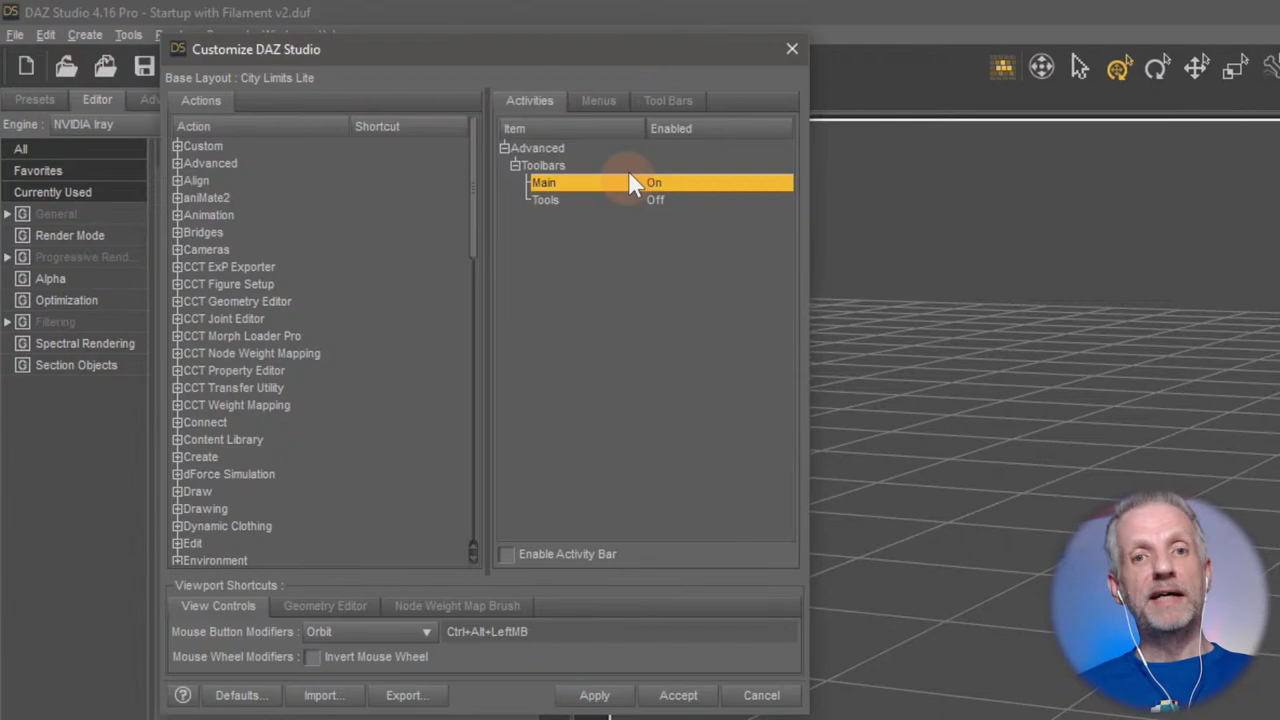 DS DAZ Studio 4.16 Pro - Startup with Filament v2.duf
File Edit Create Tools
DS Customize DAZ Studio
Base Layout : City Limits Lite
Presets Editor
Engine : NVIDIA Iray
All
Favorites
Currently Used
G General
G Render Mode
G Progressive Rend...
G Alpha
G Optimization
G Filtering
G Spectral Rendering
G Section Objects
Actions
Action Shortcut
Custom
Advanced
Align
aniMate2
Animation
Bridges
Cameras
CCT ExP Exporter
CCT Figure Setup
CCT Geometry Editor
CCT Joint Editor
CCT Morph Loader Pro
CCT Node Weight Mapping
CCT Property Editor
CCT Transfer Utility
CCT Weight Mapping
Connect
Content Library
Create
dForce Simulation
Draw
Drawing
Dynamic Clothing
Edit
Environment
Activities Menus Tool Bars
Item Enabled
Advanced
Toolbars
Main On
Tools Off
Enable Activity Bar
Viewport Shortcuts :
View Controls Geometry Editor Node Weight Map Brush
Mouse Button Modifiers : Orbit Ctrl+Alt+LeftMB
Mouse Wheel Modifiers : Invert Mouse Wheel
? Defaults... Import... Export... Apply Accept Cancel